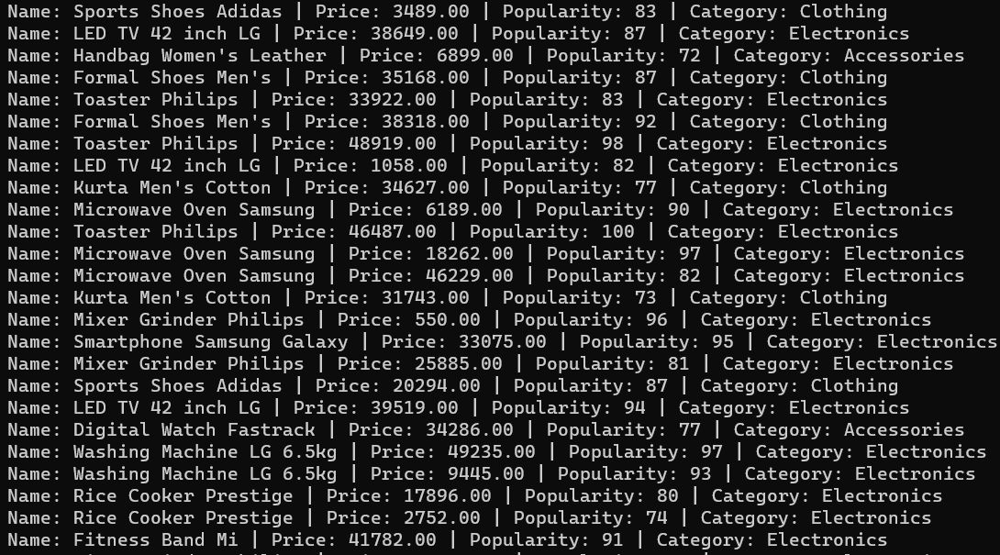 Name: Sports Shoes Adidas | Price: 3489.00 | Popularity: 83 | Category: Clothing
Name: LED TV 42 inch LG | Price: 38649.00 | Popularity: 87 | Category: Electronics
Name: Handbag Women's Leather | Price: 6899.00 | Popularity: 72 | Category: Accessories
Name: Formal Shoes Men's | Price: 35168.00 | Popularity: 87 | Category: Clothing
Name: Toaster Philips | Price: 33922.00 | Popularity: 83 | Category: Electronics
Name: Formal Shoes Men's | Price: 38318.00 | Popularity: 92 | Category: Clothing
Name: Toaster Philips | Price: 48919.00 | Popularity: 98 | Category: Electronics
Name: LED TV 42 inch LG | Price: 1058.00 | Popularity: 82 | Category: Electronics
Name: Kurta Men's Cotton | Price: 34627.00 | Popularity: 77 | Category: Clothing
Name: Microwave Oven Samsung | Price: 6189.00 | Popularity: 90 | Category: Electronics
Name: Toaster Philips | Price: 46487.00 | Popularity: 100 | Category: Electronics
Name: Microwave Oven Samsung | Price: 18262.00 | Popularity: 97 | Category: Electronics
Name: Microwave Oven Samsung | Price: 46229.00 | Popularity: 82 | Category: Electronics
Name: Kurta Men's Cotton | Price: 31743.00 | Popularity: 73 | Category: Clothing
Name: Mixer Grinder Philips | Price: 550.00 | Popularity: 96 | Category: Electronics
Name: Smartphone Samsung Galaxy | Price: 33075.00 | Popularity: 95 | Category: Electronics
Name: Mixer Grinder Philips | Price: 25885.00 | Popularity: 81 | Category: Electronics
Name: Sports Shoes Adidas | Price: 20294.00 | Popularity: 87 | Category: Clothing
Name: LED TV 42 inch LG | Price: 39519.00 | Popularity: 94 | Category: Electronics
Name: Digital Watch Fastrack | Price: 34286.00 | Popularity: 77 | Category: Accessories
Name: Washing Machine LG 6.5kg | Price: 49235.00 | Popularity: 97 | Category: Electronics
Name: Washing Machine LG 6.5kg | Price: 9445.00 | Popularity: 93 | Category: Electronics
Name: Rice Cooker Prestige | Price: 17896.00 | Popularity: 80 | Category: Electronics
Name: Rice Cooker Prestige | Price: 2752.00 | Popularity: 74 | Category: Electronics
Name: Fitness Band Mi | Price: 41782.00 | Popularity: 91 | Category: Electronics